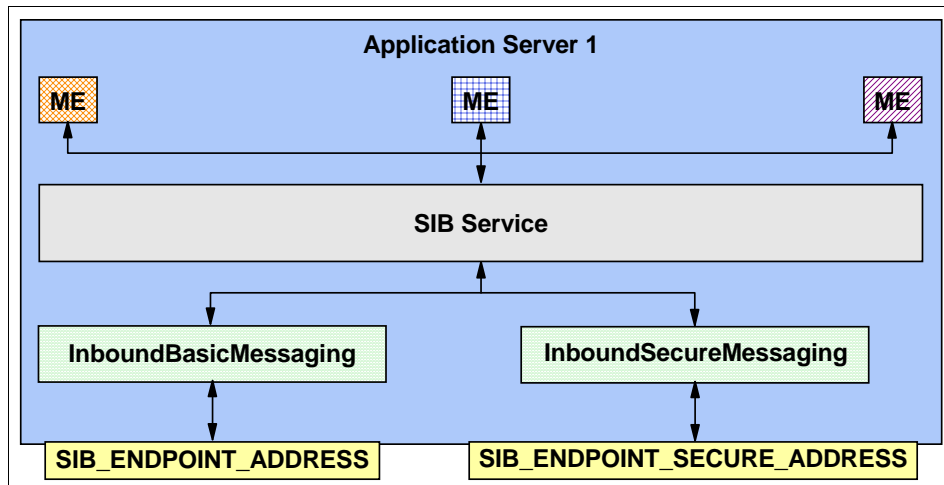 Application Server 1
ME ME ME
SIB Service
InboundBasicMessaging InboundSecureMessaging
SIB_ENDPOINT_ADDRESS SIB_ENDPOINT_SECURE_ADDRESS